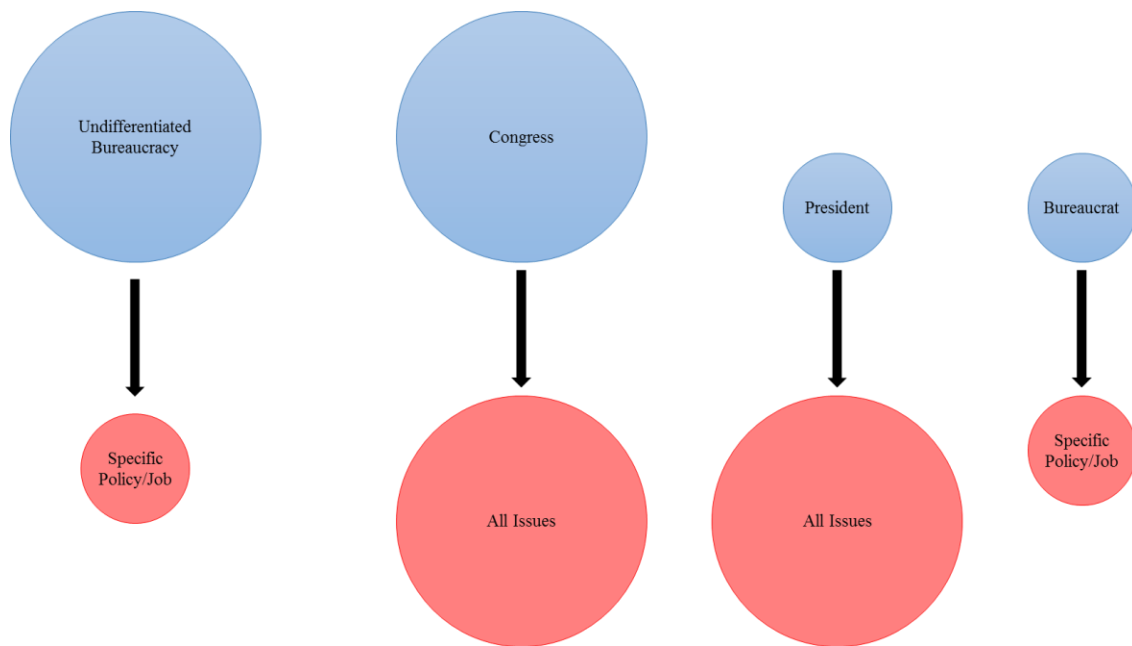 Undifferentiated
Bureaucracy
Congress
President
Bureaucrat
Specific
Policy/Job
All Issues
All Issues
Specific
Policy/Job